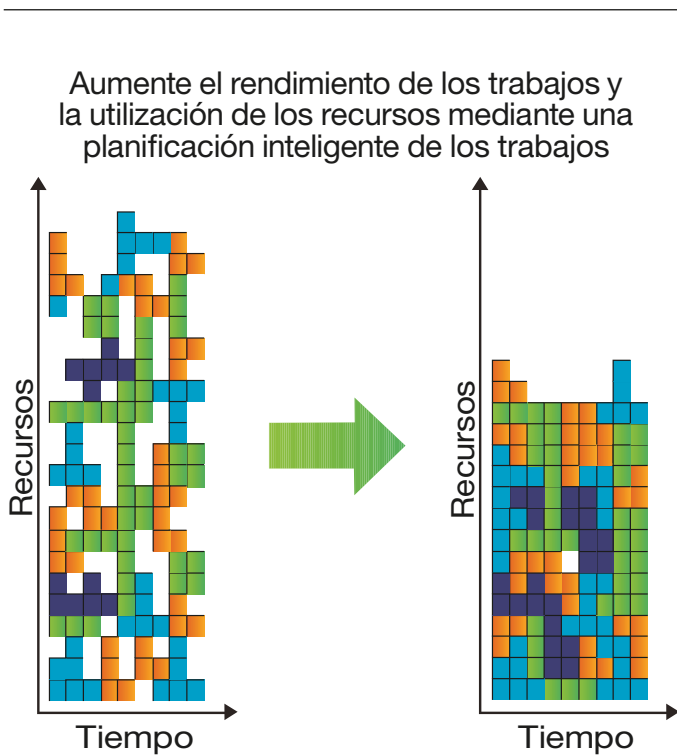 Aumente el rendimiento de los trabajos y
la utilización de los recursos mediante una
planificación inteligente de los trabajos
Recursos
Tiempo
Recursos
Tiempo